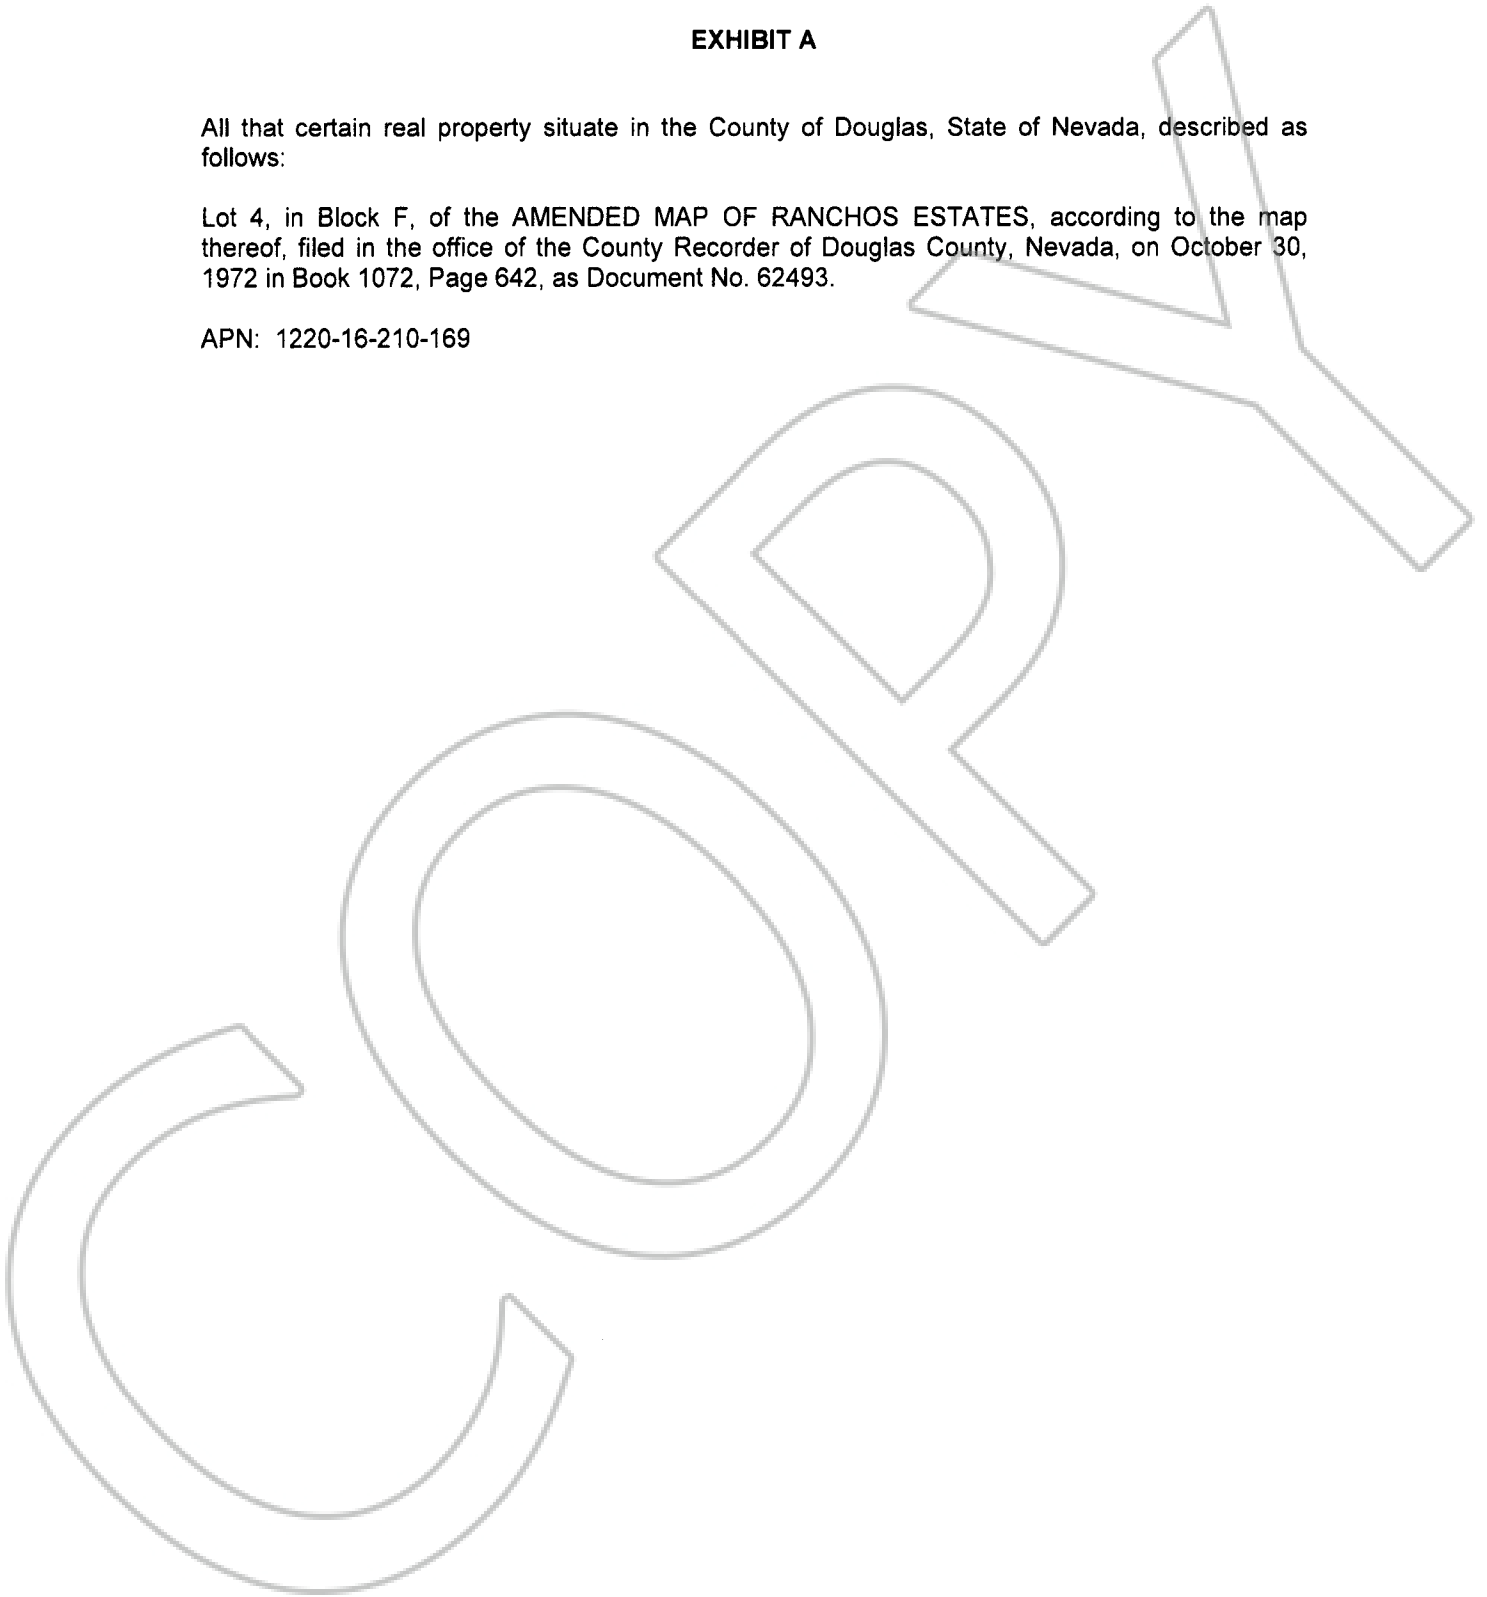 EXHIBIT A
All that certain real property situate in the County of Douglas, State of Nevada, described as
follows:
Lot 4, in Block F, of the AMENDED MAP OF RANCHOS ESTATES, according to the map
thereof, filed in the office of the County Recorder of Douglas County, Nevada, on October 30,
1972 in Book 1072, Page 642, as Document No. 62493.
APN: 1220-16-210-169
COPY